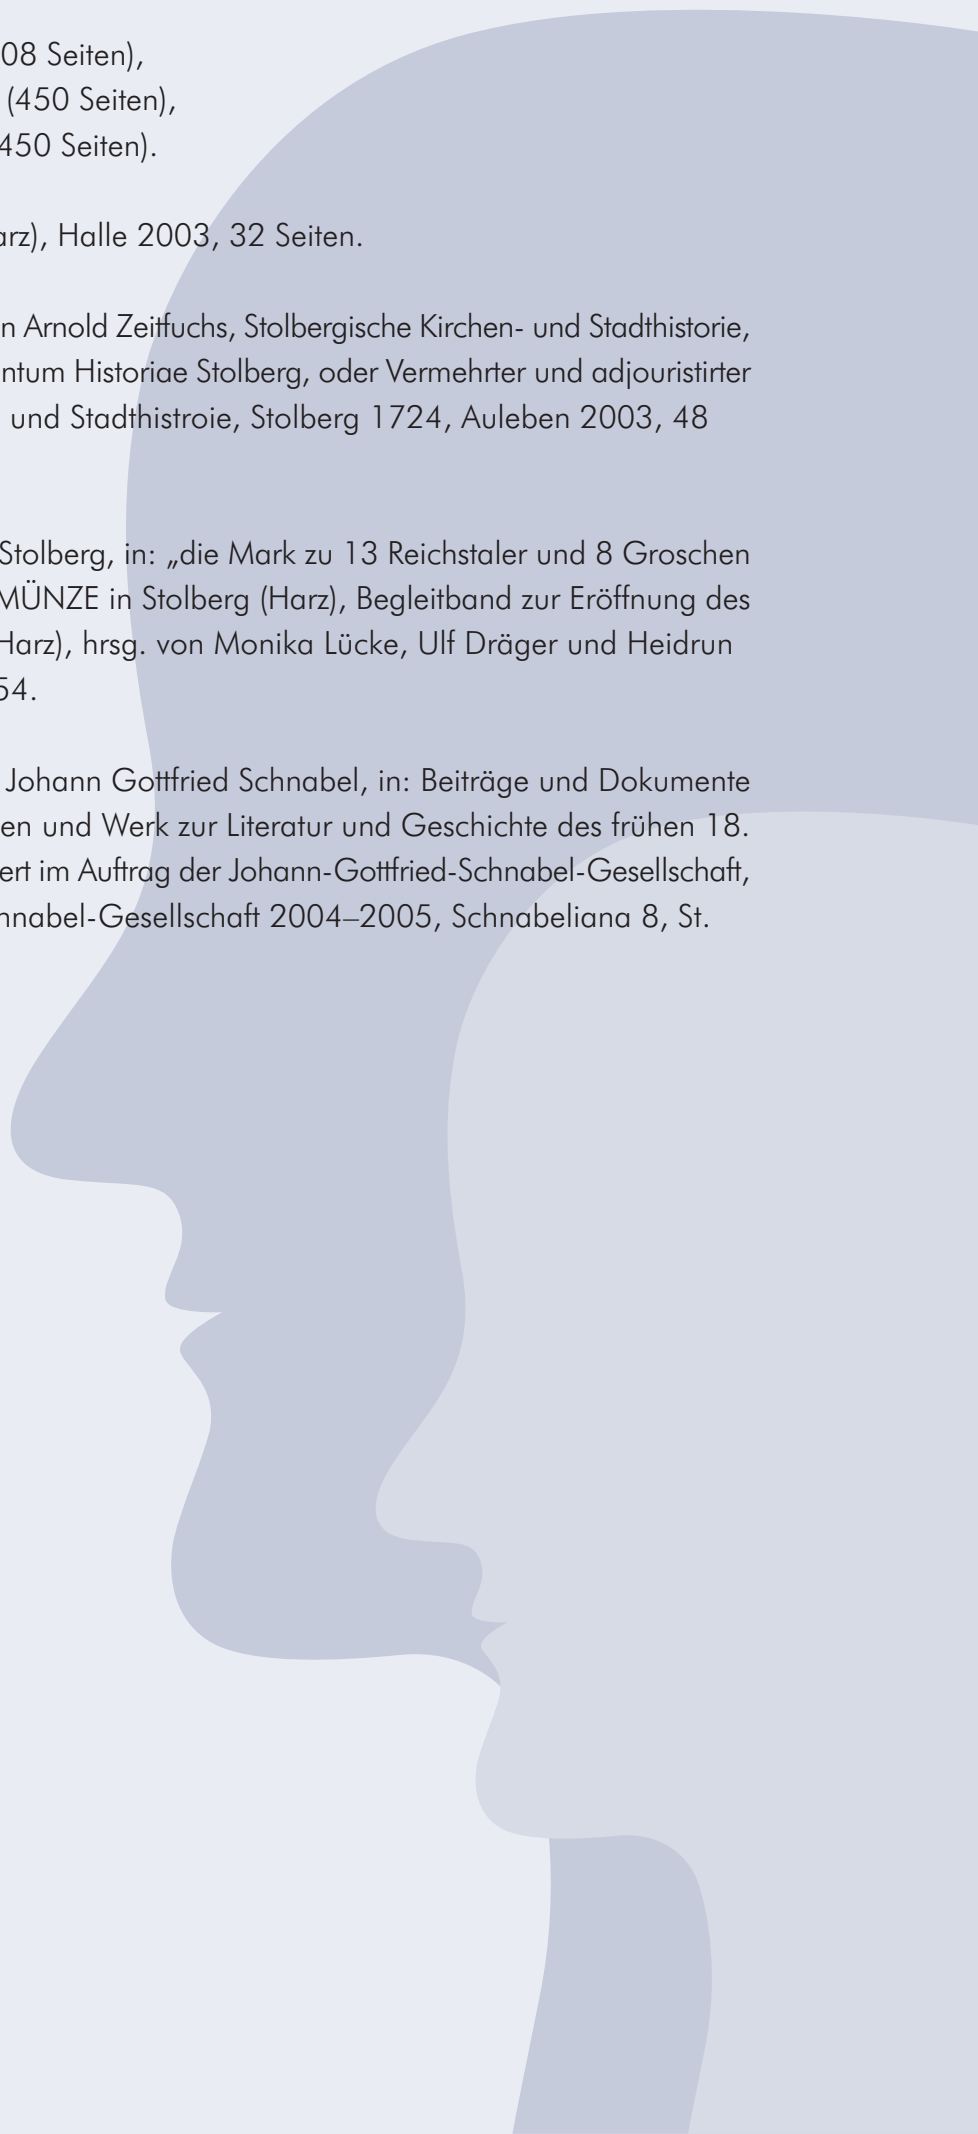 08 Seiten),
(450 Seiten),
450 Seiten).
arz), Halle 2003, 32 Seiten.
n Arnold Zeitfuchs, Stolbergische Kirchen- und Stadthistorie,
ntum Historiae Stolberg, oder Vermehrter und adjouristirter
und Stadthistroie, Stolberg 1724, Auleben 2003, 48
Stolberg, in: „die Mark zu 13 Reichstaler und 8 Groschen
MÜNZE in Stolberg (Harz), Begleitband zur Eröffnung des
Harz), hrsg. von Monika Lücke, Ulf Dräger und Heidrun
54.
Johann Gottfried Schnabel, in: Beiträge und Dokumente
en und Werk zur Literatur und Geschichte des frühen 18.
ert im Auftrag der Johann-Gottfried-Schnabel-Gesellschaft,
hnabel-Gesellschaft 2004–2005, Schnabeliana 8, St.